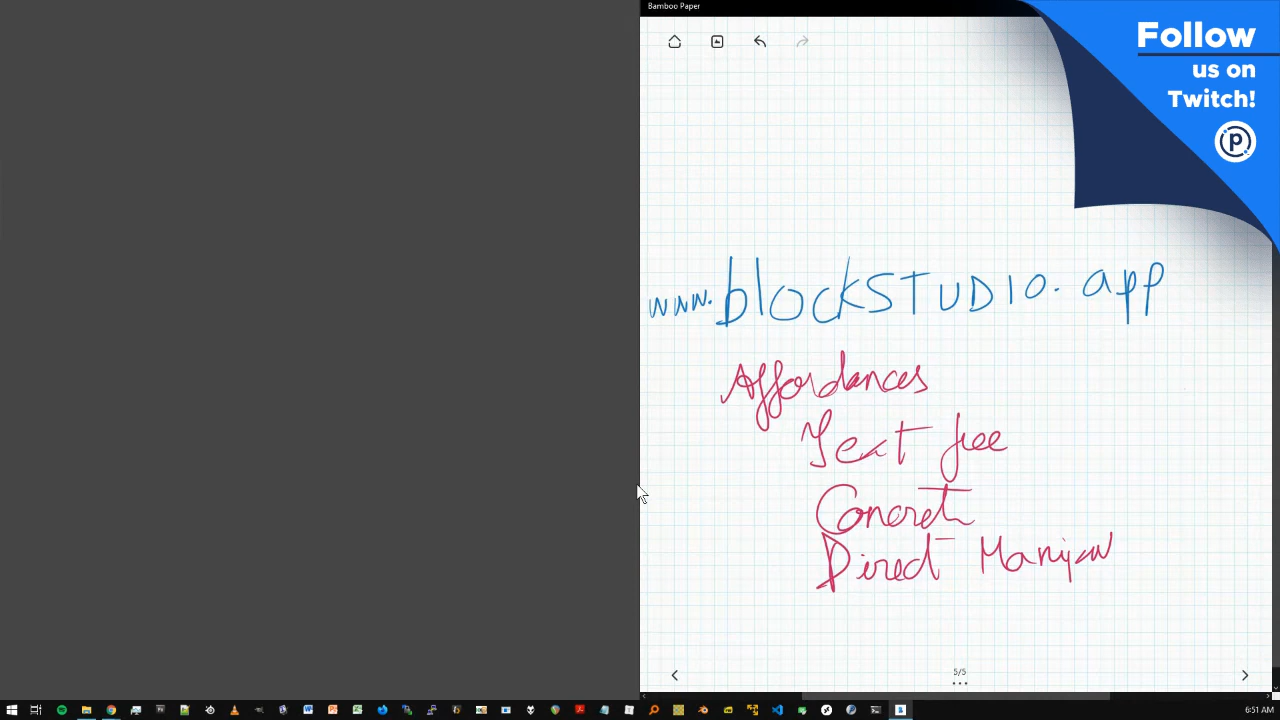 Bamboo Paper
Follow
us on
Twitch!
p
www.blockSTUDIO.app
Affordances
Text free
Concrete
Direct
5/5
6:51 AM